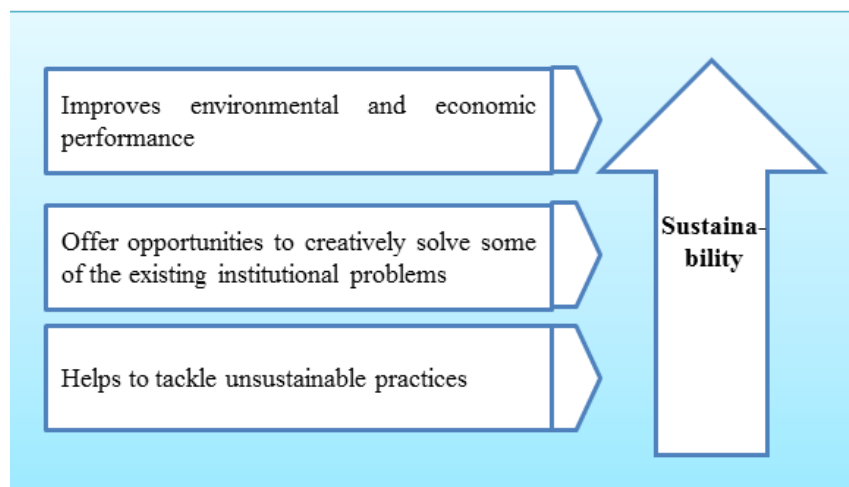 Improves environmental and economic
performance
Offer opportunities to creatively solve some
of the existing institutional problems
Helps to tackle unsustainable practices
Sustaina-
bility